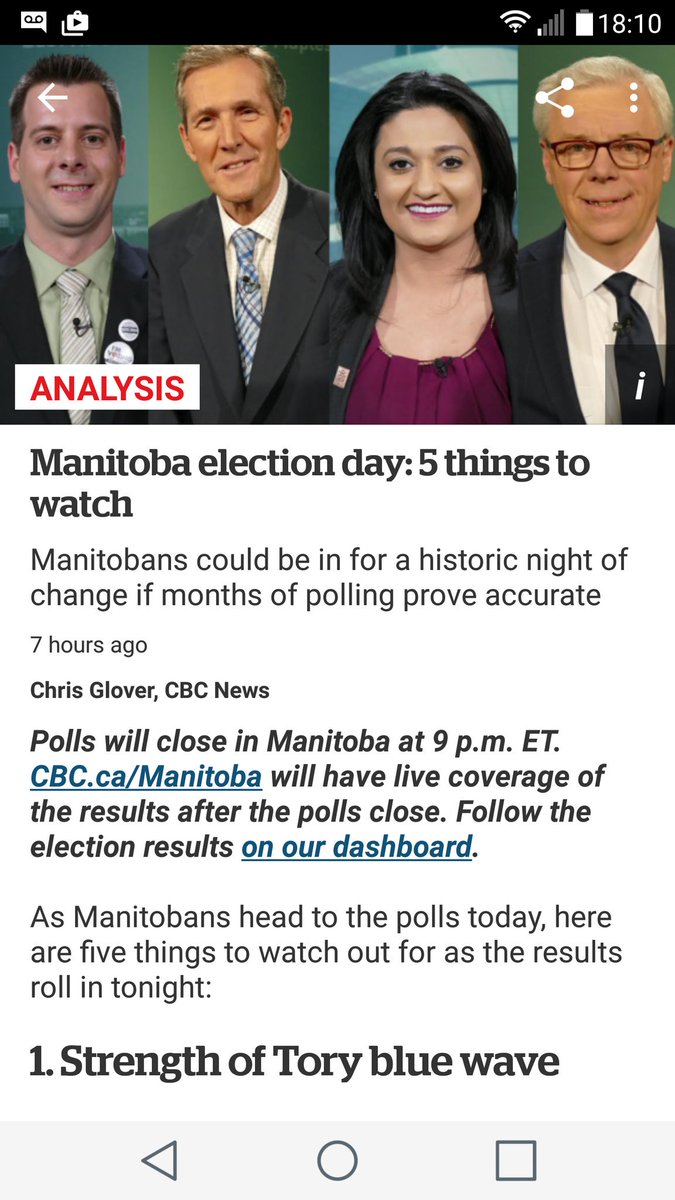 18:10
ANALYSIS
i
Manitoba election day: 5 things to
watch
Manitobans could be in for a historic night of
change if months of polling prove accurate
7 hours ago
Chris Glover, CBC News
Polls will close in Manitoba at 9 p.m. ET.
CBC.ca/Manitoba will have live coverage of
the results after the polls close. Follow the
election results on our dashboard.
As Manitobans head to the polls today, here
are five things to watch out for as the results
roll in tonight:
1. Strength of Tory blue wave